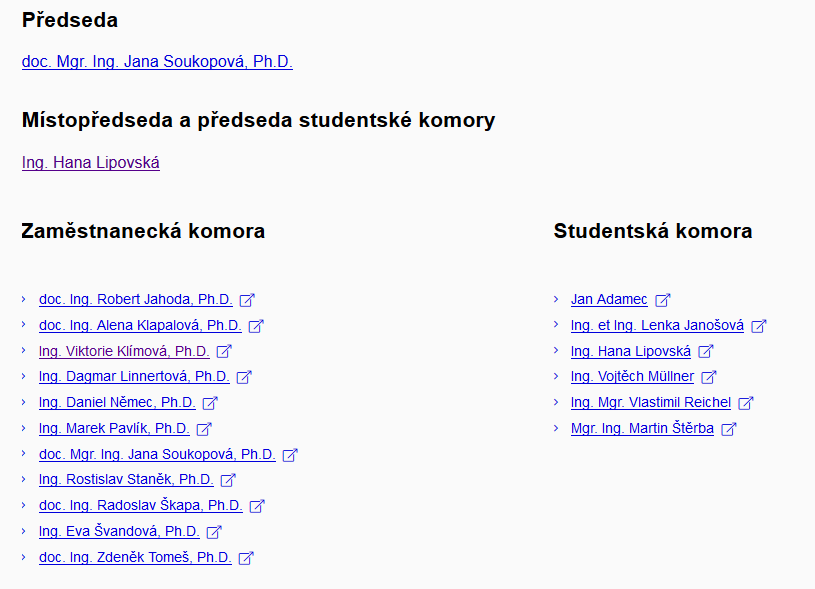 Předseda
doc. Mgr. Ing. Jana Soukopová, Ph.D.
Místopředseda a předseda studentské komory
Ing. Hana Lipovská
Zaměstnanecká komora
doc. Ing. Robert Jahoda, Ph.D.
doc. Ing. Alena Klapalová, Ph.D.
Ing. Viktorie Klímová, Ph.D.
Ing. Dagmar Linnertová, Ph.D.
Ing. Daniel Němec, Ph.D.
Ing. Marek Pavlík, Ph.D.
doc. Mgr. Ing. Jana Soukopová, Ph.D.
Ing. Rostislav Staněk, Ph.D.
doc. Ing. Radoslav Škapa, Ph.D.
Ing. Eva Švandová, Ph.D.
doc. Ing. Zdeněk Tomeš, Ph.D.
Studentská komora
Jan Adamec
Ing. et Ing. Lenka Janošová
Ing. Hana Lipovská
Ing. Vojtěch Müllner
Ing. Mgr. Vlastimil Reichel
Mgr. Ing. Martin Štěrba